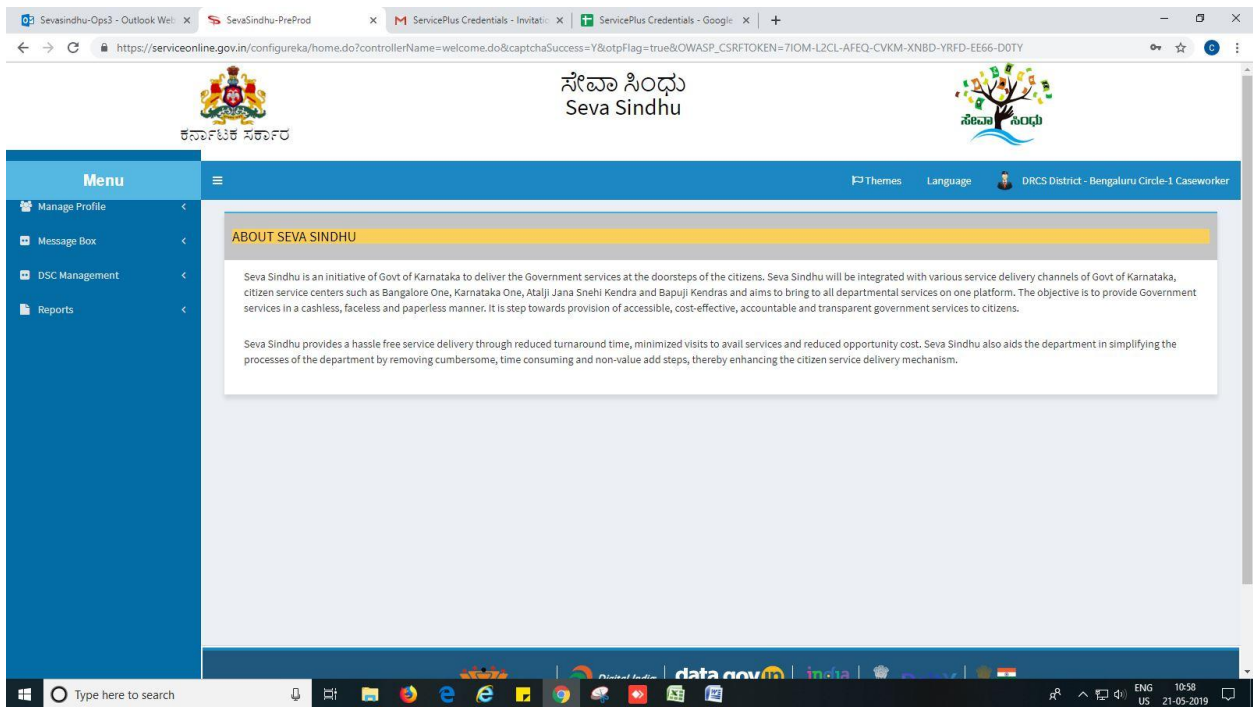 Sevasindhu-Ops3 - Outlook Web
SevaSindhu-PreProd
ServicePlus Credentials - Invitatio
ServicePlus Credentials - Google
https://serviceonline.gov.in/configureka/home.do?controllerName=welcome.do&captchaSuccess=Y&otpFlag=true&OWASP_CSRFTOKEN=7IOM-L2CL-AFEQ-CVKM-XNBD-YRFD-EE66-D0TY
ಕರ್ನಾಟಕ ಸರ್ಕಾರ
ಸೇವಾ ಸಿಂಧು
Seva Sindhu
ಸೇವಾ ಸಿಂಧು
Menu
Themes
Language
DRCS District - Bengaluru Circle-1 Caseworker
Manage Profile
Message Box
DSC Management
Reports
ABOUT SEVA SINDHU
Seva Sindhu is an initiative of Govt of Karnataka to deliver the Government services at the doorsteps of the citizens. Seva Sindhu will be integrated with various service delivery channels of Govt of Karnataka,
citizen service centers such as Bangalore One, Karnataka One, Atalji Jana Snehi Kendra and Bapuji Kendras and aims to bring to all departmental services on one platform. The objective is to provide Government
services in a cashless, faceless and paperless manner. It is step towards provision of accessible, cost-effective, accountable and transparent government services to citizens.
Seva Sindhu provides a hassle free service delivery through reduced turnaround time, minimized visits to avail services and reduced opportunity cost. Seva Sindhu also aids the department in simplifying the
processes of the department by removing cumbersome, time consuming and non-value add steps, thereby enhancing the citizen service delivery mechanism.
Digital India
data.gov in
india
Type here to search
ENG
US
10:58
21-05-2019